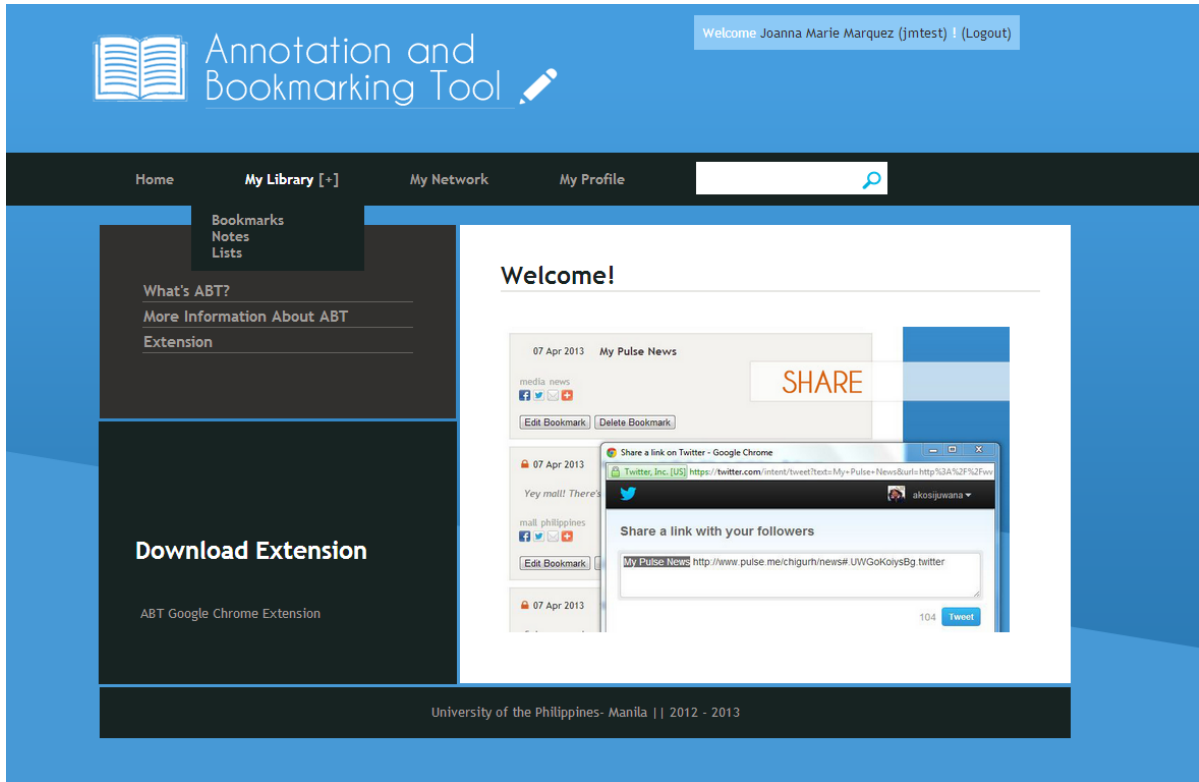 Annotation and
Bookmarking Tool
Welcome Joanna Marie Marquez (jmtest) ! (Logout)
Home My Library [+] My Network My Profile
Bookmarks
Notes
Lists
What's ABT?
More Information About ABT
Extension
Download Extension
ABT Google Chrome Extension
Welcome!
07 Apr 2013 My Pulse News
SHARE
media news
Edit Bookmark Delete Bookmark
07 Apr 2013
Yey mall! There's
mall philippines
Edit Bookmark
07 Apr 2013
Share a link on Twitter - Google Chrome
Twitter, Inc. [US] https://twitter.com/intent/tweet?text=My+Pulse+News&url=http%3A%2F%2Fwv
akosijuwana
Share a link with your followers
My Pulse News http://www.pulse.me/chigurh/news#.UWGoKoiysBg.twitter
104 Tweet
University of the Philippines- Manila || 2012 - 2013